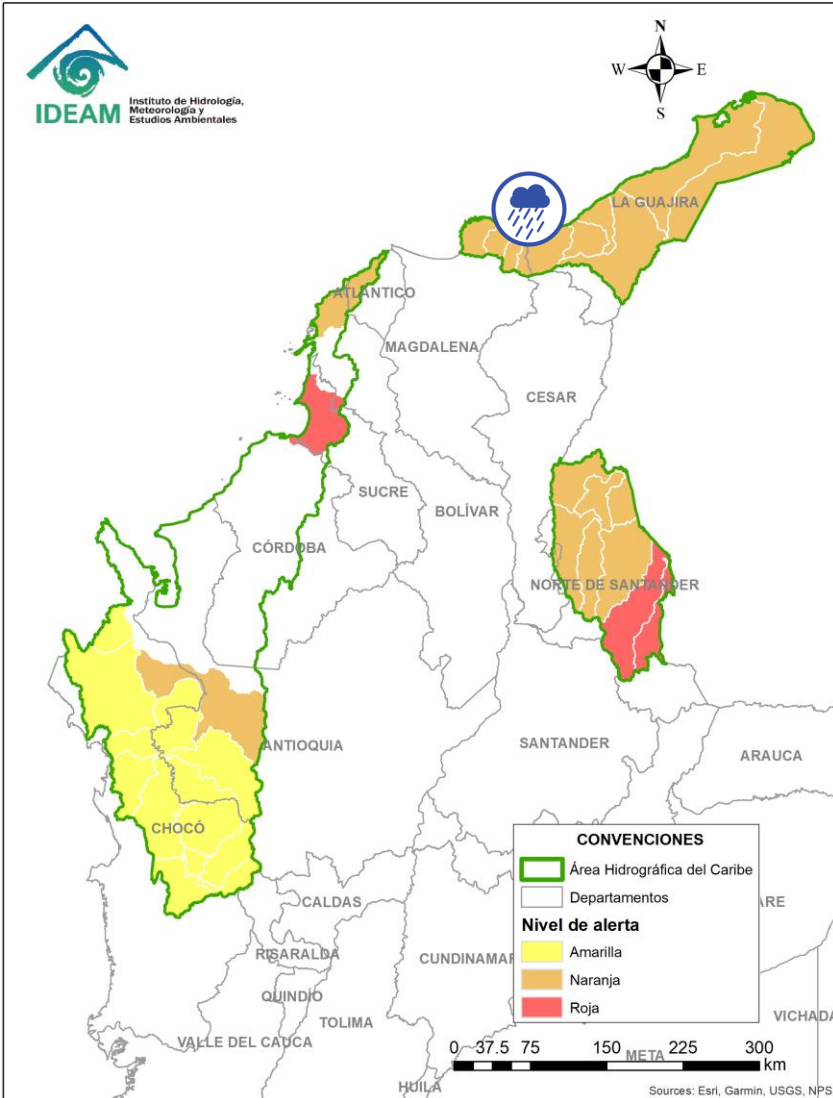 IDEAM
Instituto de Hidrología,
Meteorología y
Estudios Ambientales
N
W
E
S
LA GUAJIRA
ATLÁNTICO
MAGDALENA
CESAR
SUCRE
BOLÍVAR
CÓRDOBA
NORTE DE SANTANDER
ANTIOQUIA
SANTANDER
ARAUCA
CHOCÓ
CALDAS
RISARALDA
CUNDINAMAR
QUINDÍO
TOLIMA
VALLE DEL CAUCA
HUILA
META
ARE
VICHADA
CONVENCIONES
Área Hidrográfica del Caribe
Departamentos
Nivel de alerta
Amarilla
Naranja
Roja
0 37.5 75 150 225 300
km
Sources: Esri, Garmin, USGS, NPS